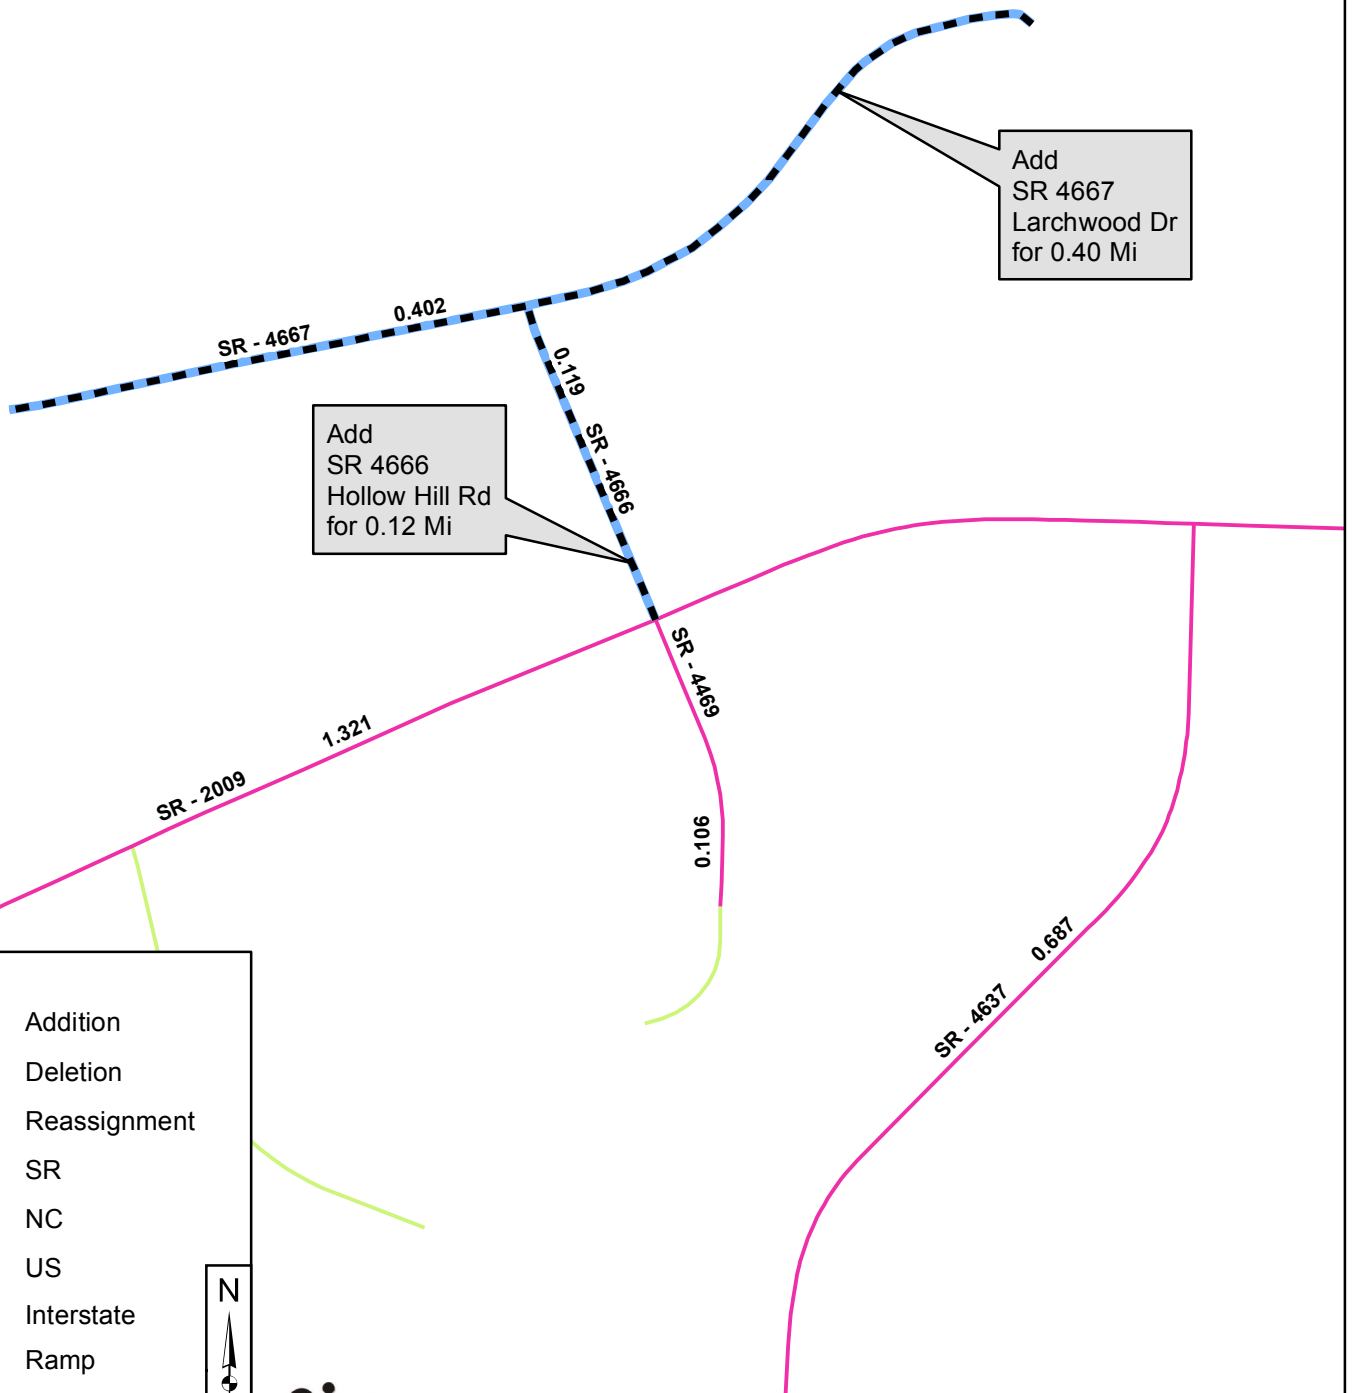 Add
SR 4667
Larchwood Dr
for 0.40 Mi
0.402
SR - 4667
0.119
SR - 4666
Add
SR 4666
Hollow Hill Rd
for 0.12 Mi
SR - 4469
1.321
SR - 2009
0.106
0.687
SR - 4637
Addition
Deletion
Reassignment
SR
NC
US
Interstate
Ramp
N